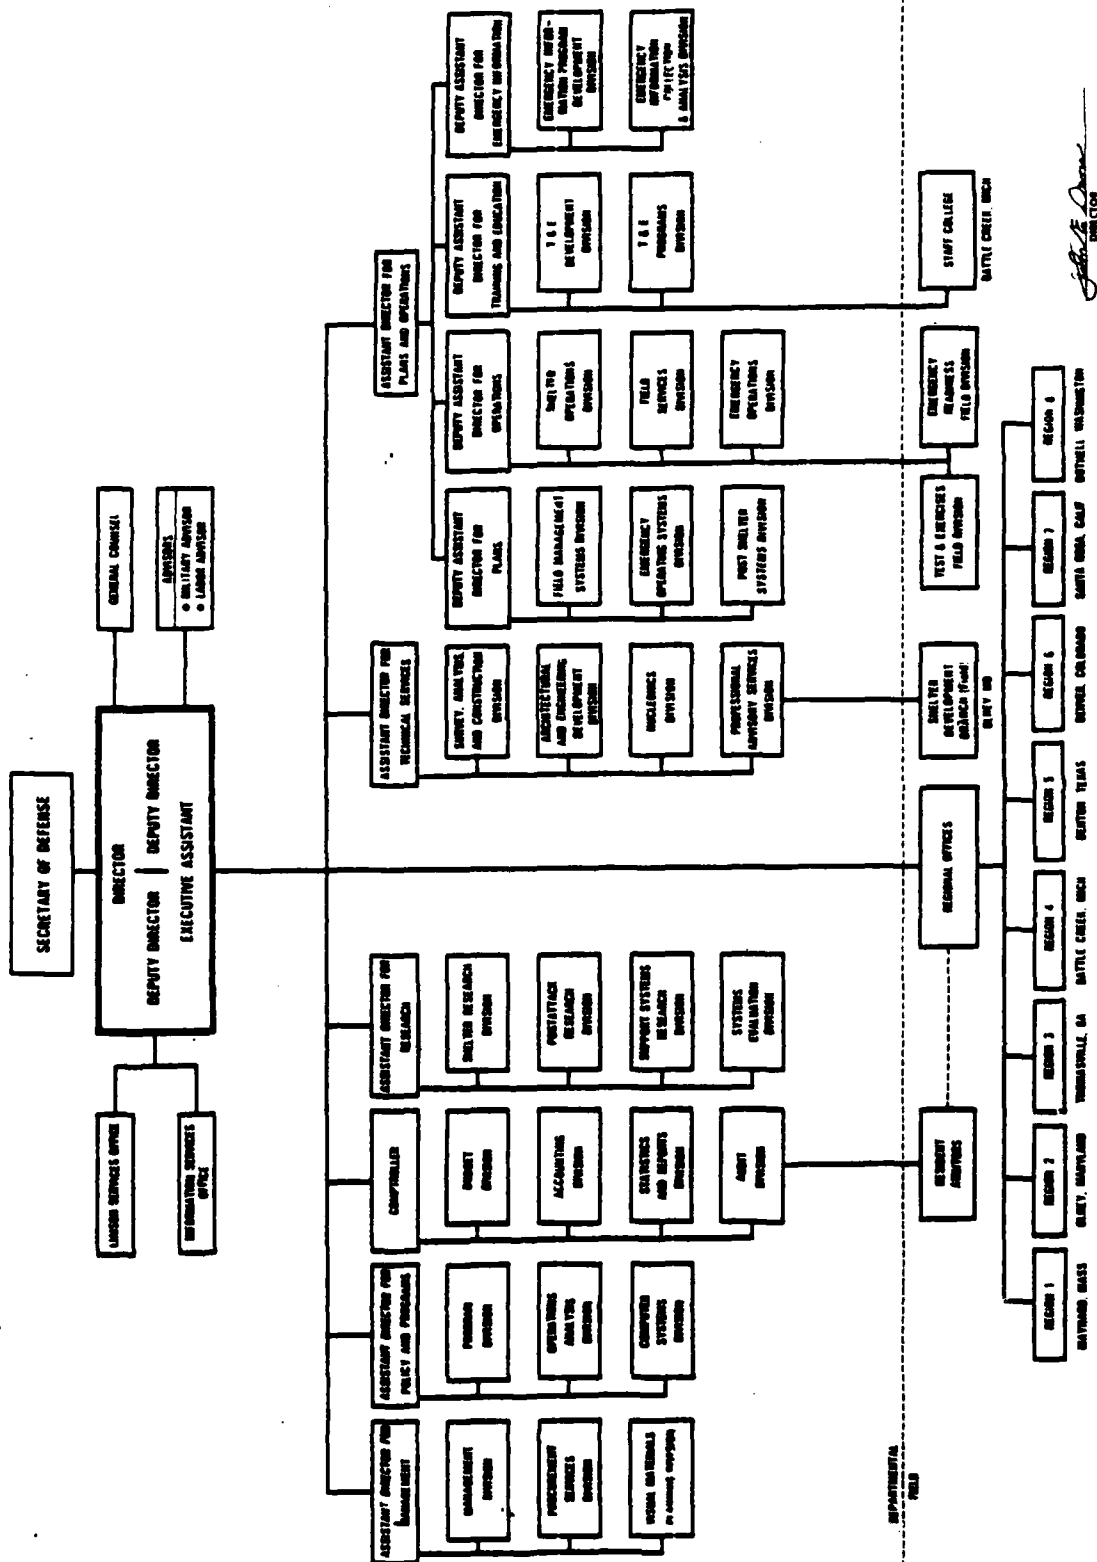 SECRETARY OF DEFENSE
DIRECTOR
DEPUTY DIRECTOR
DEPUTY DIRECTOR
EXECUTIVE ASSISTANT
GENERAL COUNSEL
ADVISORS
● MILITARY ADVISOR
● LABOR ADVISOR
LIAISON SERVICES OFFICE
INFORMATION SERVICES
OFFICE
ASSISTANT DIRECTOR FOR
MANAGEMENT
MANAGEMENT
DIVISION
PROCUREMENT
SERVICES
DIVISION
VISUAL MATERIALS
PLANNING DIVISION
ASSISTANT DIRECTOR FOR
POLICY AND PROGRAMS
PROGRAM
DIVISION
OPERATIONS
ANALYSIS
DIVISION
COMPUTER
SYSTEMS
DIVISION
COMPTROLLER
BUDGET
DIVISION
ACCOUNTING
DIVISION
STATISTICS
AND REPORTS
DIVISION
AUDIT
DIVISION
ASSISTANT DIRECTOR FOR
RESEARCH
SHELTER RESEARCH
DIVISION
POSTATTACK
RESEARCH
DIVISION
SUPPORT SYSTEMS
RESEARCH
DIVISION
SYSTEMS
EVALUATION
DIVISION
ASSISTANT DIRECTOR FOR
TECHNICAL SERVICES
SURVEY, ANALYSIS,
AND CONSTRUCTION
DIVISION
ARCHITECTURAL
AND ENGINEERING
DEVELOPMENT
DIVISION
NUCLEONICS
DIVISION
PROFESSIONAL
ADVISORY SERVICES
DIVISION
ASSISTANT DIRECTOR FOR
PLANS AND OPERATIONS
DEPUTY ASSISTANT
DIRECTOR FOR
PLANS
FIELD MANAGEMENT
SYSTEMS DIVISION
EMERGENCY
OPERATING SYSTEMS
DIVISION
POST SHELTER
SYSTEMS DIVISION
DEPUTY ASSISTANT
DIRECTOR FOR
OPERATIONS
SHELTER
OPERATIONS
DIVISION
FIELD
SERVICES
DIVISION
EMERGENCY
OPERATIONS
DIVISION
DEPUTY ASSISTANT
DIRECTOR FOR
TRAINING AND EDUCATION
T & E
DEVELOPMENT
DIVISION
T & E
PROGRAMS
DIVISION
DEPUTY ASSISTANT
DIRECTOR FOR
EMERGENCY INFORMATION
EMERGENCY INFOR-
MATION PROGRAM
DEVELOPMENT
DIVISION
EMERGENCY
INFORMATION
COLLECTION
& ANALYSIS DIVISION
DEPARTMENTAL
FIELD
RESIDENT
AUDITORS
REGIONAL OFFICES
SHELTER
DEVELOPMENT
BRANCH (Field)
OLNEY MD
TEST & EXERCISES
FIELD DIVISION
EMERGENCY
READINESS
FIELD DIVISION
STAFF COLLEGE
BATTLE CREEK, MICH
REGION 1
MAYNARD, MASS
REGION 2
OLNEY, MARYLAND
REGION 3
THOMASVILLE, GA
REGION 4
BATTLE CREEK, MICH
REGION 5
DENTON TEXAS
REGION 6
DENVER COLORADO
REGION 7
SANTA ROSA, CALIF
REGION 8
BOTHELL WASHINGTON
DIRECTOR